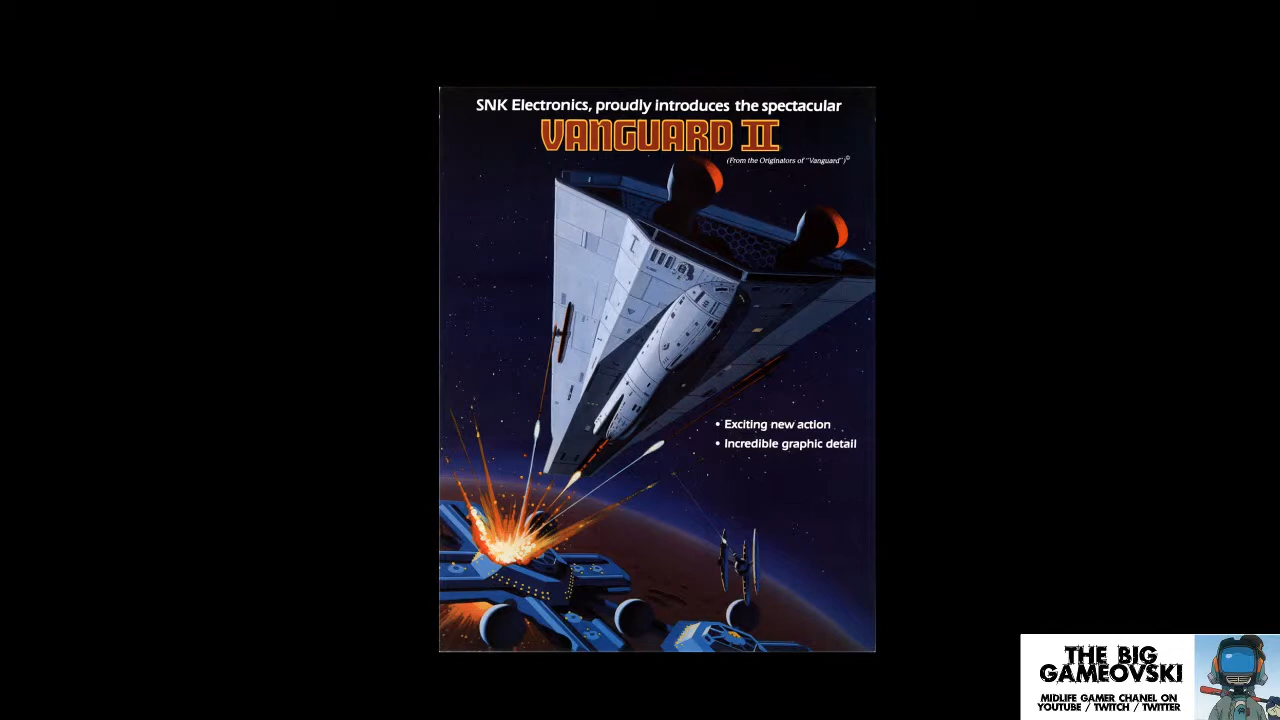 SNK Electronics, proudly introduces the spectacular
VANGUARD II
(From the Originators of "Vanguard")©
• Exciting new action
• Incredible graphic detail
THE BIG
GAMEOVSKI
MIDLIFE GAMER CHANEL ON
YOUTUBE / TWITCH / TWITTER